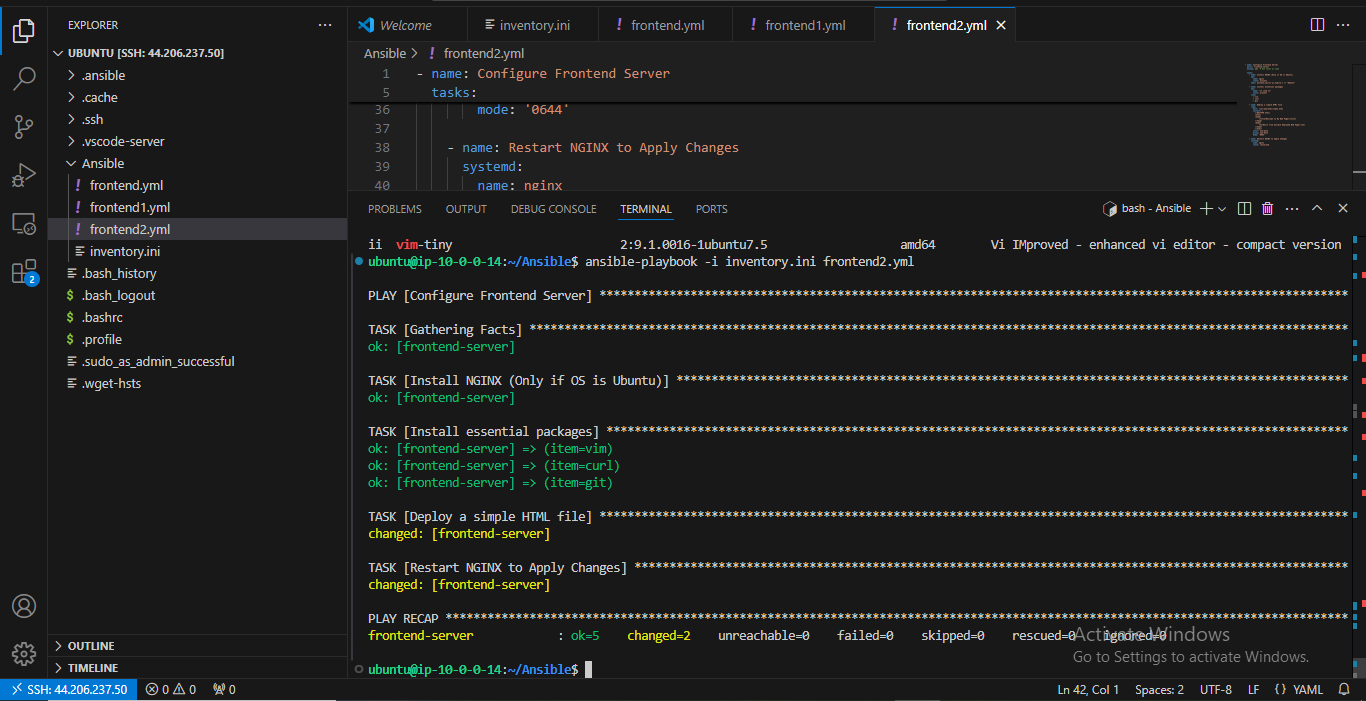 EXPLORER
UBUNTU [SSH: 44.206.237.50]
.ansible
.cache
.ssh
.vscode-server
Ansible
! frontend.yml
! frontend1.yml
! frontend2.yml
inventory.ini
.bash_history
$ .bash_logout
$ .bashrc
$ .profile
.sudo_as_admin_successful
.wget-hsts
2
OUTLINE
TIMELINE
Welcome
inventory.ini
! frontend.yml
! frontend1.yml
! frontend2.yml
Ansible > ! frontend2.yml
1 - name: Configure Frontend Server
5 tasks:
36 mode: '0644'
37
38 - name: Restart NGINX to Apply Changes
39 systemd:
40 name: nginx
PROBLEMS OUTPUT DEBUG CONSOLE TERMINAL PORTS
bash - Ansible
ii vim-tiny 2:9.1.0016-1ubuntu7.5 amd64 Vi IMproved - enhanced vi editor - compact version
ubuntu@ip-10-0-0-14:~/Ansible$ ansible-playbook -i inventory.ini frontend2.yml
PLAY [Configure Frontend Server] ***
TASK [Gathering Facts] ***
ok: [frontend-server]
TASK [Install NGINX (Only if OS is Ubuntu)] ***
ok: [frontend-server]
TASK [Install essential packages] ***
ok: [frontend-server] => (item=vim)
ok: [frontend-server] => (item=curl)
ok: [frontend-server] => (item=git)
TASK [Deploy a simple HTML file] ***
changed: [frontend-server]
TASK [Restart NGINX to Apply Changes] ***
changed: [frontend-server]
PLAY RECAP ***
frontend-server : ok=5 changed=2 unreachable=0 failed=0 skipped=0 rescued=0 ignored=0
ubuntu@ip-10-0-0-14:~/Ansible$
Activate Windows
Go to Settings to activate Windows.
SSH: 44.206.237.50 0 0 0 Ln 42, Col 1 Spaces: 2 UTF-8 LF {} YAML